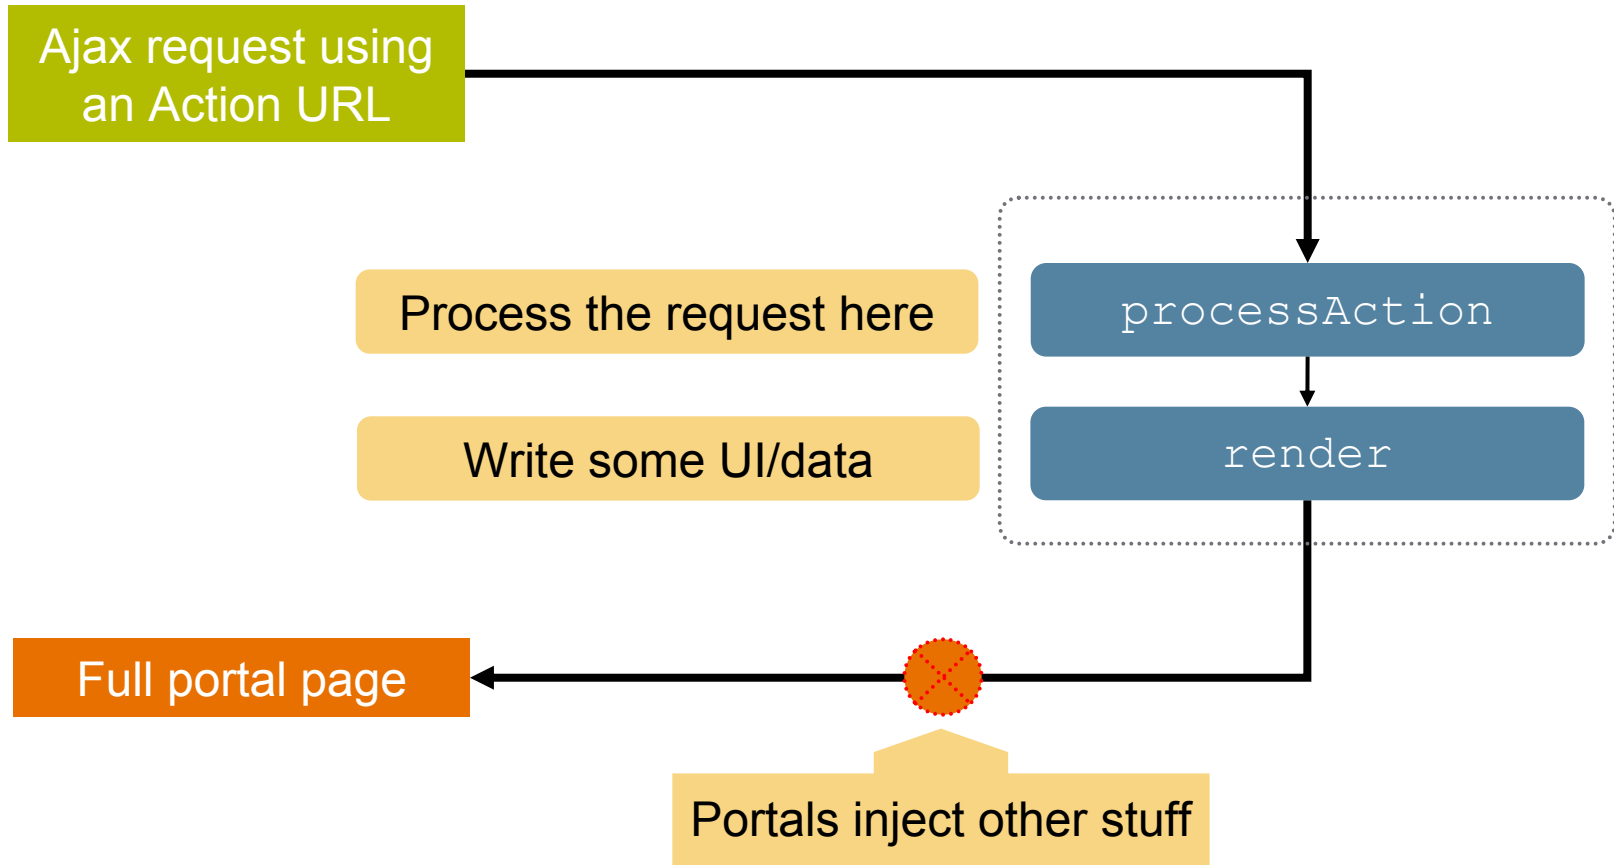 Ajax request using
an Action URL
Process the request here
processAction
Write some UI/data
render
Full portal page
Portals inject other stuff